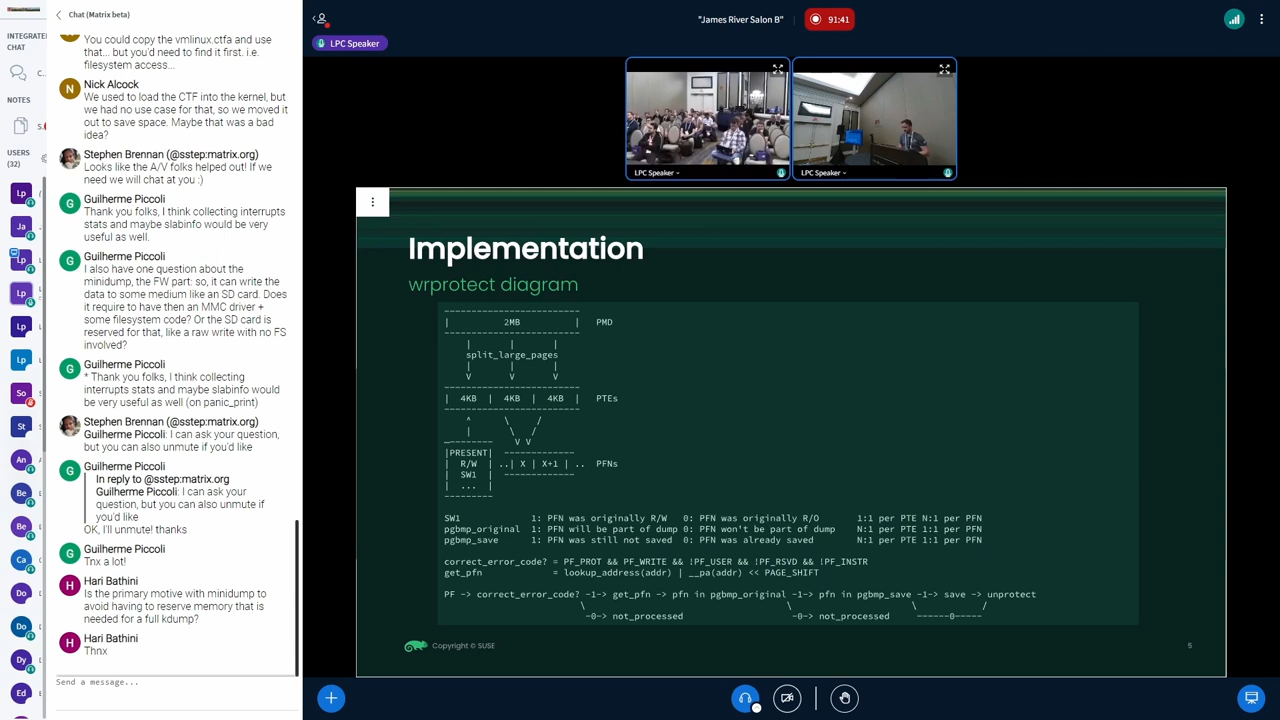 Chat (Matrix beta)
INTEGRATE
CHAT
C..
NOTES
S.
USERS
(32)
Lp
Ja
Lp
Lp
Lp
Lp
So
St
An
Be
Be
Ca
Do
Do
Dy
Ed
You could copy the vmlinux.ctfa and use
that... but you'd need to find it first. i.e.
filesystem access...
N
Nick Alcock
We used to load the CTF into the kernel, but
we had no use case for that, so we moved it
out to save space. Maybe that was a bad
idea?
Stephen Brennan (@sstep:matrix.org)
Looks like the A/V folks helped out! If we
need we will chat at you :)
G
Guilherme Piccoli
Thank you folks, I think collecting interrupts
stats and maybe slabinfo would be very
useful as well.
G
Guilherme Piccoli
I also have one question about the
minidump, the FW part: so, it can write the
data to some medium like an SD card. Does
it require to have then an MMC driver +
some filesystem code? Or the SD card is
reserved for that, like a raw write with no FS
involved?
G
Guilherme Piccoli
* Thank you folks, I think collecting
interrupts stats and maybe slabinfo would
be very useful as well (on panic_print)
Stephen Brennan (@sstep:matrix.org)
Guilherme Piccoli: I can ask your question,
but you can also unmute if you'd like
G
Guilherme Piccoli
In reply to @sstep:matrix.org
Guilherme Piccoli: I can ask your
question, but you can also unmute if
you'd like
OK, I'll unmute! thanks
G
Guilherme Piccoli
Tnx a lot!
H
Hari Bathini
Is the primary motive with minidump to
avoid having to reserve memory that is
needed for a full kdump?
H
Hari Bathini
Thnx
Send a message...
"James River Salon B"
91:41
LPC Speaker
LPC Speaker
LPC Speaker
Implementation
wrprotect diagram
-------------------------
|          2MB          |   PMD
-------------------------
|       |       |
split_large_pages
|       |       |
V       V       V
-------------------------
|  4KB  |  4KB  |  4KB  |   PTEs
-------------------------
^      \     /
|       \   /
---------    V V
|PRESENT|  -------------
|  R/W  | ..| X | X+1 | ..  PFNs
|  SW1  |  -------------
|  ...  |
---------
SW1             1: PFN was originally R/W   0: PFN was originally R/O       1:1 per PTE N:1 per PFN
pgbmp_original  1: PFN will be part of dump 0: PFN won't be part of dump    N:1 per PTE 1:1 per PFN
pgbmp_save      1: PFN was still not saved  0: PFN was already saved        N:1 per PTE 1:1 per PFN
correct_error_code? = PF_PROT && PF_WRITE && !PF_USER && !PF_RSVD && !PF_INSTR
get_pfn             = lookup_address(addr) | __pa(addr) << PAGE_SHIFT
PF -> correct_error_code? -1-> get_pfn -> pfn in pgbmp_original -1-> pfn in pgbmp_save -1-> save -> unprotect
\                                    \                      \            /
-0-> not_processed                   -0-> not_processed     ------0-----
Copyright © SUSE
5